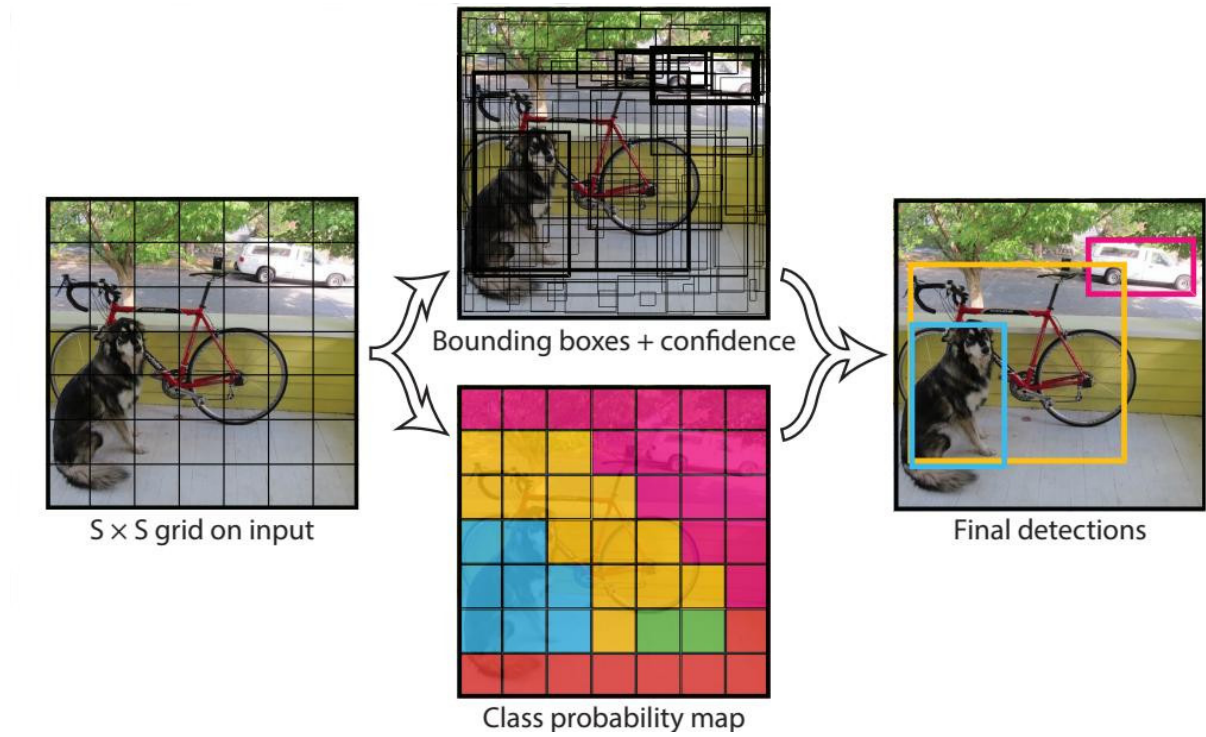 Bounding boxes + confidence
S × S grid on input
Final detections
Class probability map